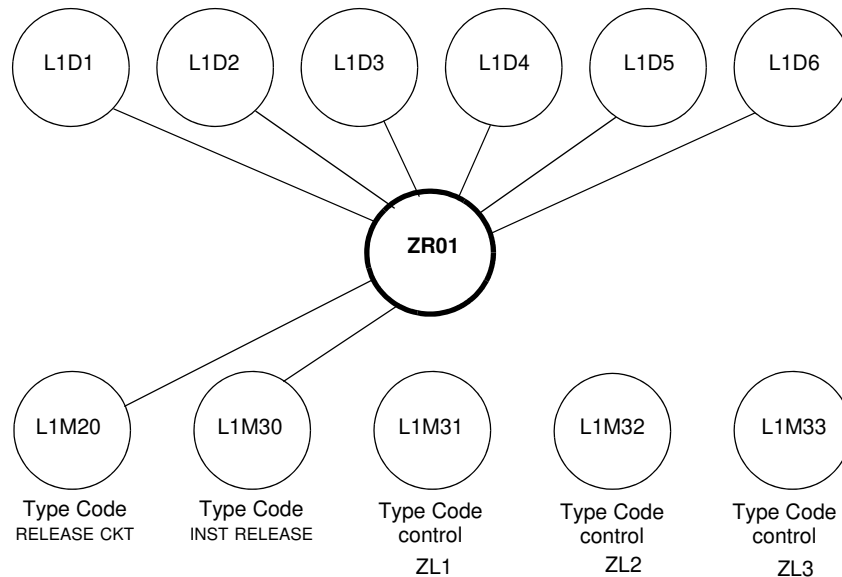 L1D1 L1D2 L1D3 L1D4 L1D5 L1D6
ZR01
L1M20 L1M30 L1M31 L1M32 L1M33
Type Code Type Code Type Code Type Code Type Code
RELEASE CKT INST RELEASE control control control
ZL1 ZL2 ZL3